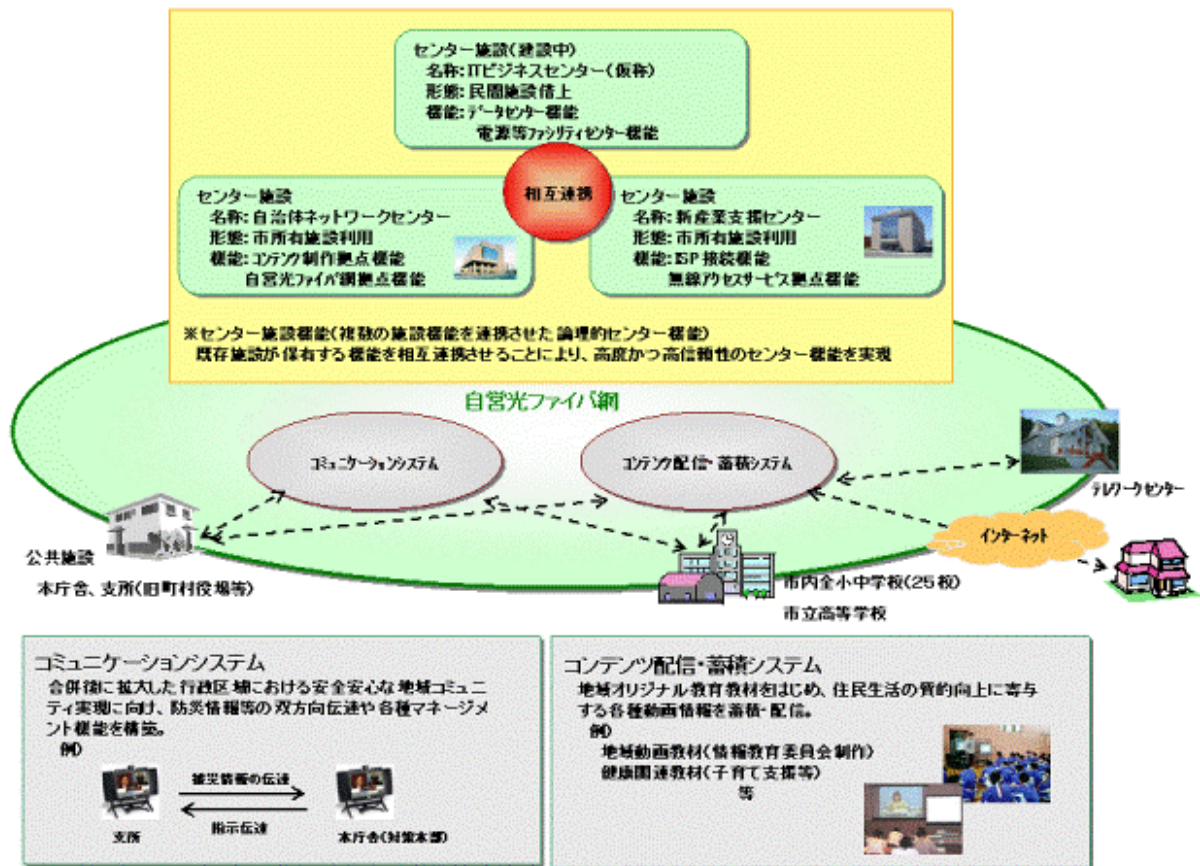 センター施設(建設中)
名称:ITビジネスセンター(仮称)
形態:民間施設借上
機能:データセンター機能
電源等ファシリティセンター機能
相互連携
センター施設
名称:自治体ネットワークセンター
形態:市所有施設利用
機能:コンテンツ制作拠点機能
自営光ファイバ網拠点機能
センター施設
名称:新産業支援センター
形態:市所有施設利用
機能:ISP接続機能
無線アクセスサービス拠点機能
※センター施設機能(複数の施設機能を連携させた論理的センター機能)
既存施設が保有する機能を相互連携させることにより、高度かつ高信頼性のセンター機能を実現
自営光ファイバ網
コミュニケーションシステム
コンテンツ配信・蓄積システム
テレワークセンター
インターネット
公共施設
本庁舎、支所(旧町村役場等)
市内全小中学校(25校)
市立高等学校
コミュニケーションシステム
合併後に拡大した行政区域における安全安心な地域コミュニ
ティ実現に向け、防災情報等の双方向伝達や各種マネージメ
ント機能を構築。
例)
被災情報の伝達
指示伝達
支所
本庁舎(対策本部)
コンテンツ配信・蓄積システム
地域オリジナル教育教材をはじめ、住民生活の質的向上に寄与
する各種動画情報を蓄積・配信。
例)
地域動画教材(情報教育委員会制作)
健康関連教材(子育て支援等)
等